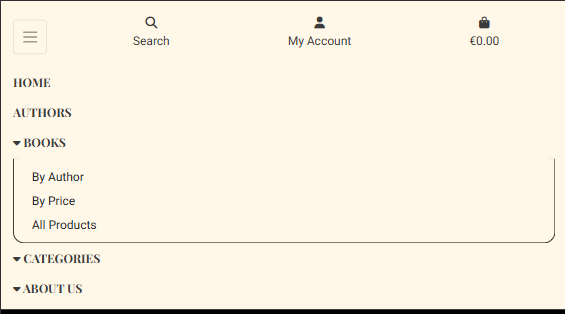 Search
My Account
€0.00
HOME
AUTHORS
BOOKS
By Author
By Price
All Products
CATEGORIES
ABOUT US